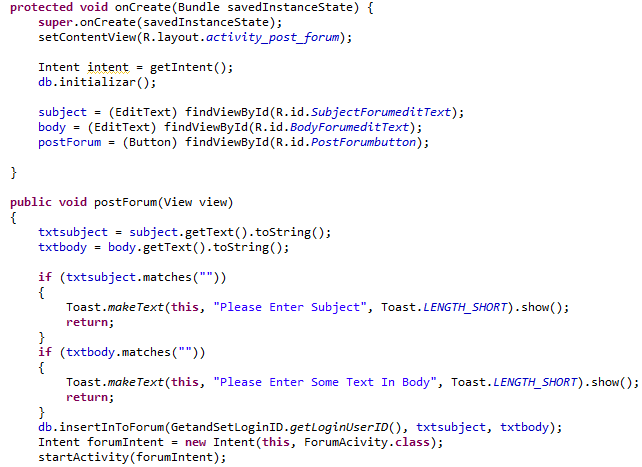 protected void onCreate(Bundle savedInstanceState) {
super.onCreate(savedInstanceState);
setContentView(R.layout.activity_post_forum);
Intent intent = getIntent();
db.initializar();
subject = (EditText) findViewById(R.id.SubjectForumeditText);
body = (EditText) findViewById(R.id.BodyForumeditText);
postForum = (Button) findViewById(R.id.PostForumbutton);
}
public void postForum(View view)
{
txtsubject = subject.getText().toString();
txtbody = body.getText().toString();
if (txtsubject.matches(""))
{
Toast.makeText(this, "Please Enter Subject", Toast.LENGTH_SHORT).show();
return;
}
if (txtbody.matches(""))
{
Toast.makeText(this, "Please Enter Some Text In Body", Toast.LENGTH_SHORT).show();
return;
}
db.insertInToForum(GetandSetLoginID.getLoginUserID(), txtsubject, txtbody);
Intent forumIntent = new Intent(this, ForumAcivity.class);
startActivity(forumIntent);